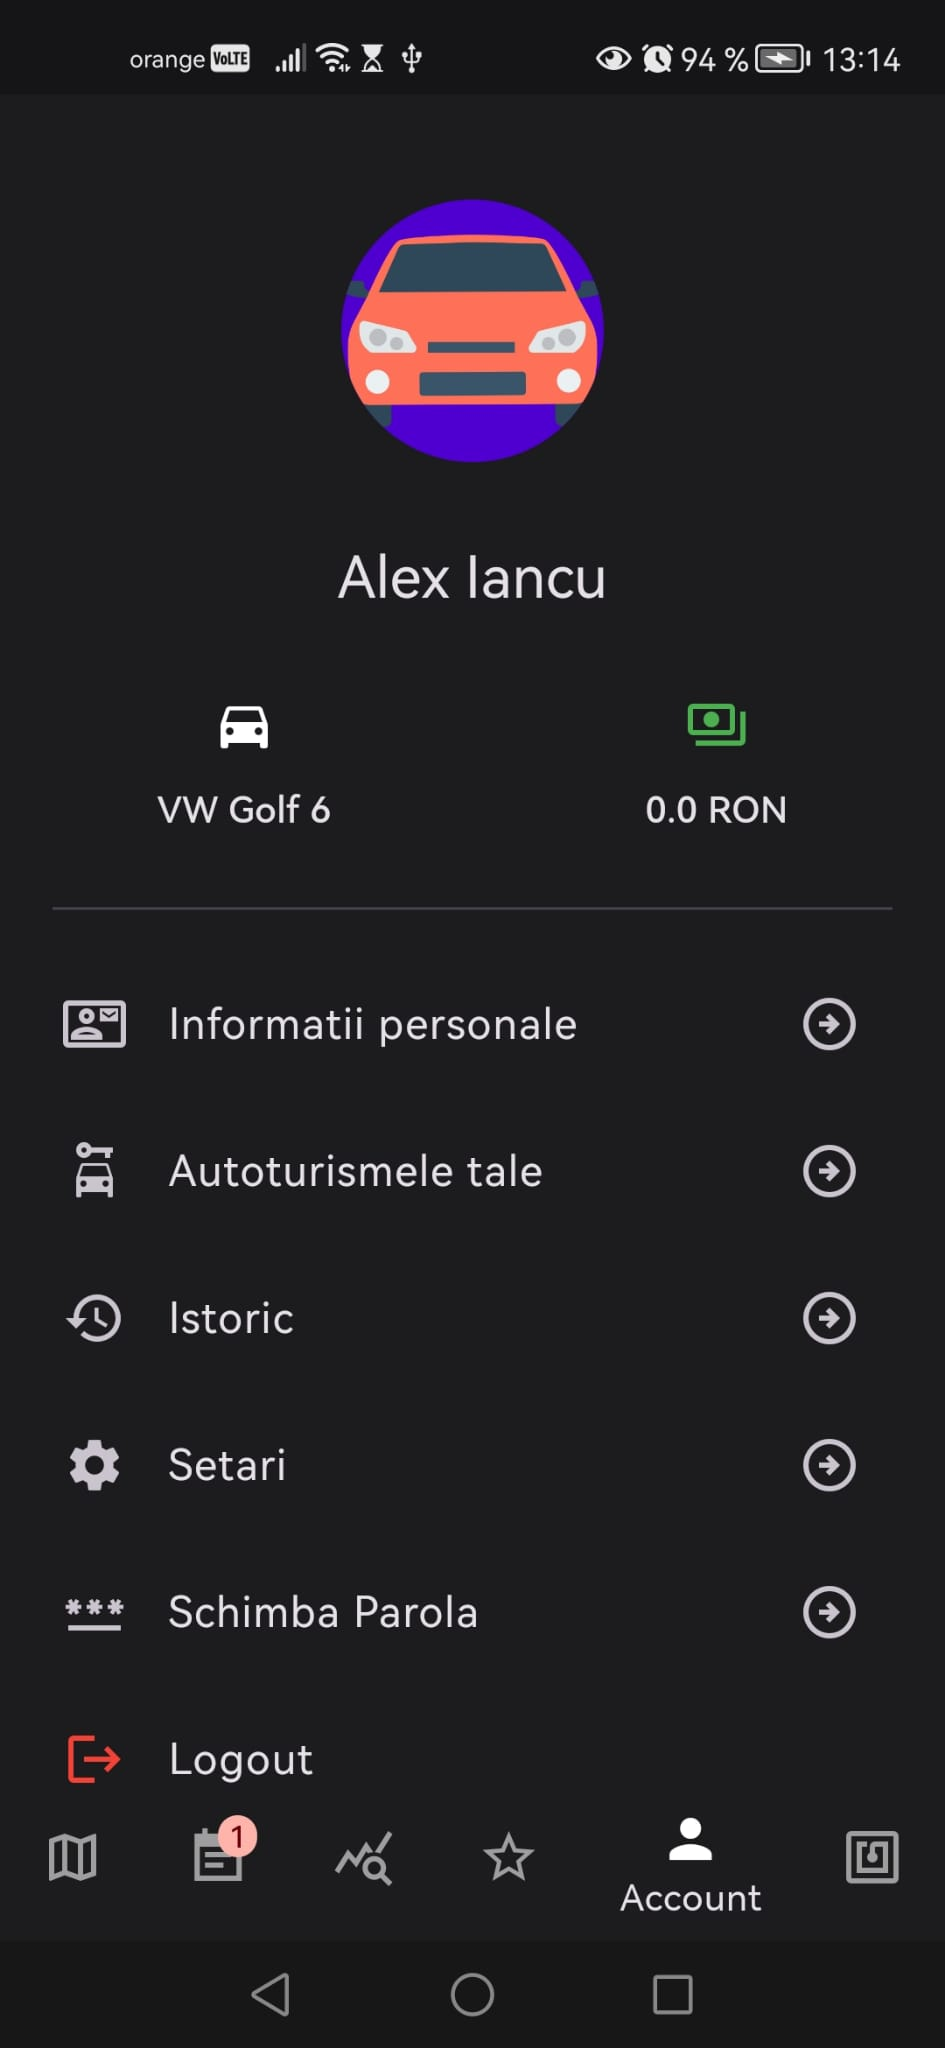 orange VoLTE 94 % 13:14
Alex Iancu
VW Golf 6 0.0 RON
Informatii personale
Autoturismele tale
Istoric
Setari
*** Schimba Parola
Logout
1
Account